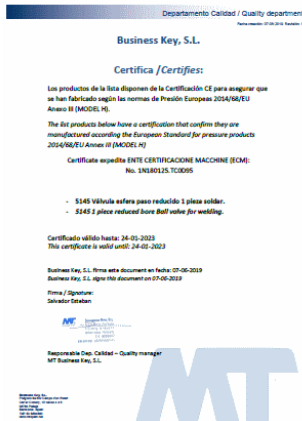 Departamento Calidad / Quality department
Business Key, S.L.
Certifica /Certifies:
Los productos de la lista disponen de la Certificación CE para asegurar que
se han fabricado según las normas de Presión Europeas 2014/68/EU
Anexo III (MODEL H)
The list products below have a certification that confirm they are
manufactured according the European Standard for pressure products
2014/68/EU Annex III (MODEL H)
Certificate expedite ENTE CERTIFICAZIONE MACCHINE (ECM):
No. 1N180125.TC0D95
- 5145 Válvula esfera paso reducido 1 pieza soldar.
- 5145 1 piece reduced bore Ball valve for welding.
Certificado válido hasta: 24-01-2023
This certificate is valid until: 24-01-2023
Business Key, S.L. firma este document en fecha: 07-06-2019
Business Key, S.L. signs this document on 07-06-2019
Firma / Signature:
Salvador Esteban
MT
Responsable Dep. Calidad – Quality manager
MT Business Key, S.L.
MT